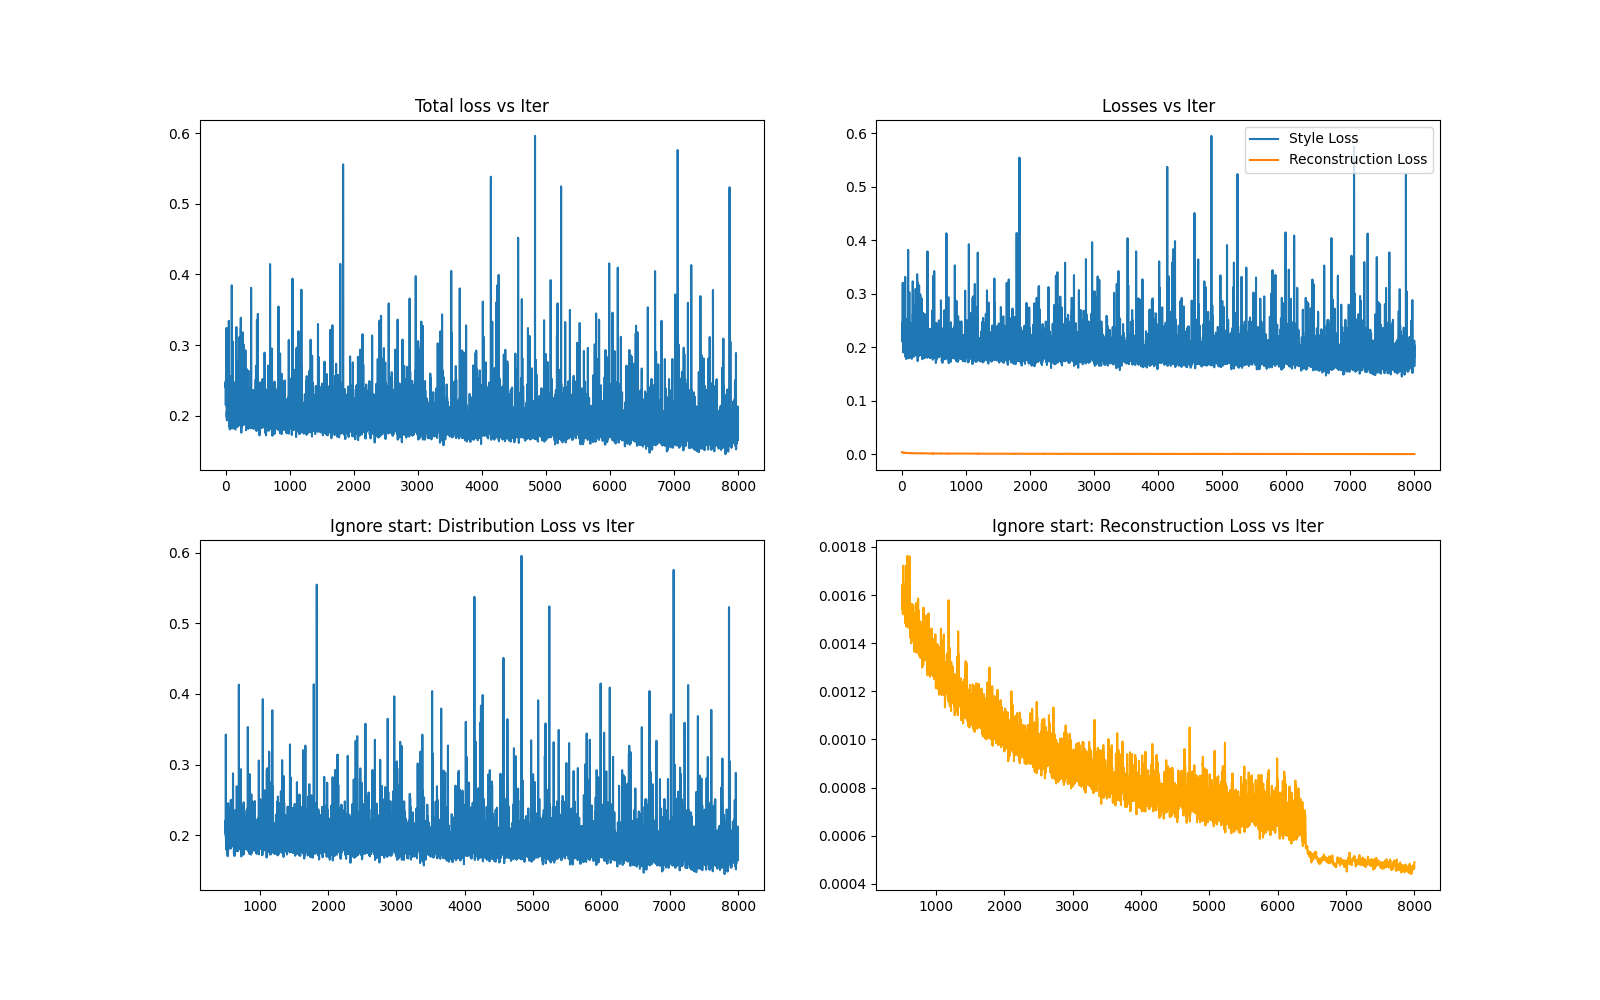 Total loss vs Iter
0.6
0.5
0.4
0.3
0.2
0 1000 2000 3000 4000 5000 6000 7000 8000
Losses vs Iter
Style Loss
Reconstruction Loss
0.6
0.5
0.4
0.3
0.2
0.1
0.0
0 1000 2000 3000 4000 5000 6000 7000 8000
Ignore start: Distribution Loss vs Iter
0.6
0.5
0.4
0.3
0.2
1000 2000 3000 4000 5000 6000 7000 8000
Ignore start: Reconstruction Loss vs Iter
0.0018
0.0016
0.0014
0.0012
0.0010
0.0008
0.0006
0.0004
1000 2000 3000 4000 5000 6000 7000 8000